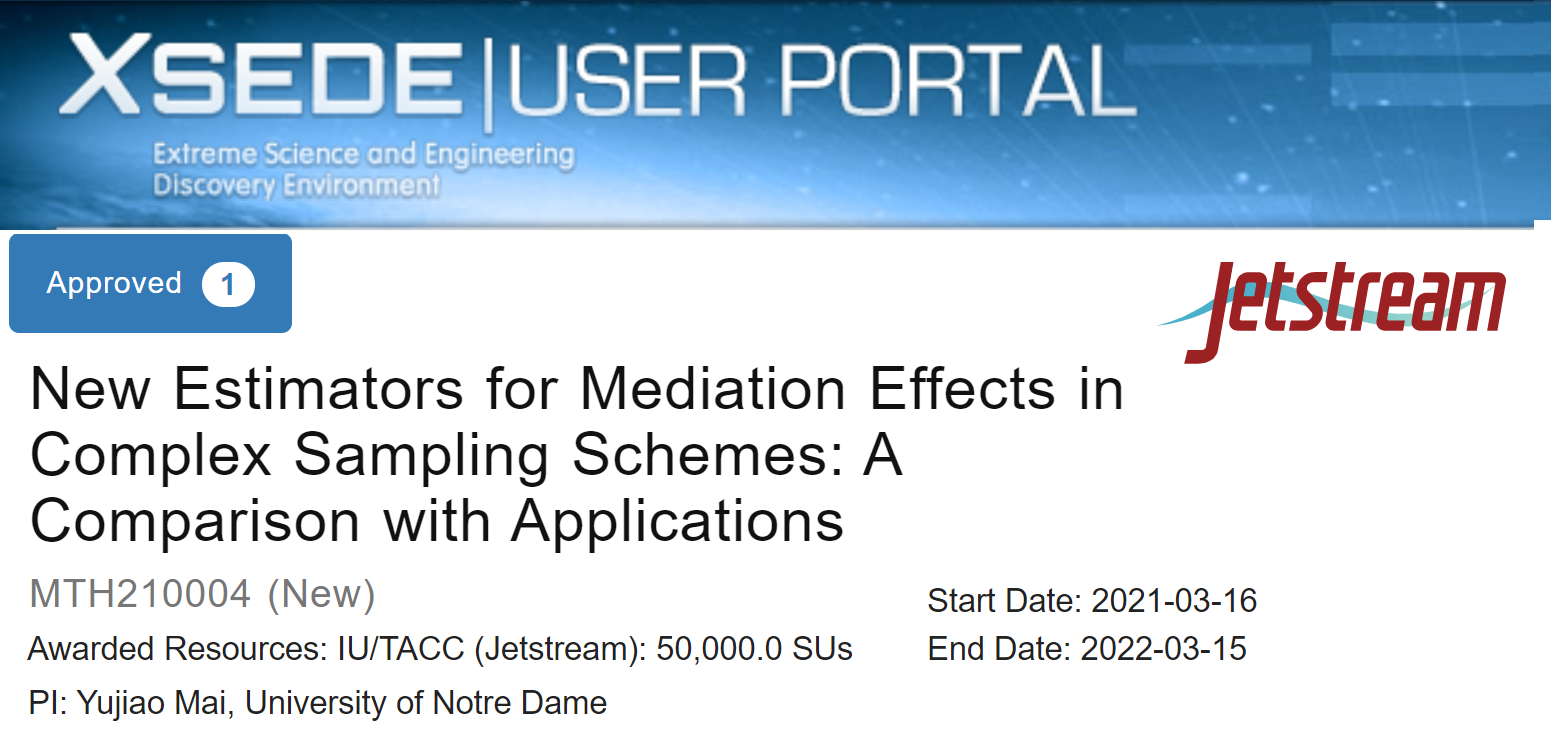 XSEDE | USER PORTAL
Extreme Science and Engineering
Discovery Environment
Approved 1
Jetstream
New Estimators for Mediation Effects in
Complex Sampling Schemes: A
Comparison with Applications
MTH210004 (New)
Start Date: 2021-03-16
Awarded Resources: IU/TACC (Jetstream): 50,000.0 SUs
End Date: 2022-03-15
PI: Yujiao Mai, University of Notre Dame